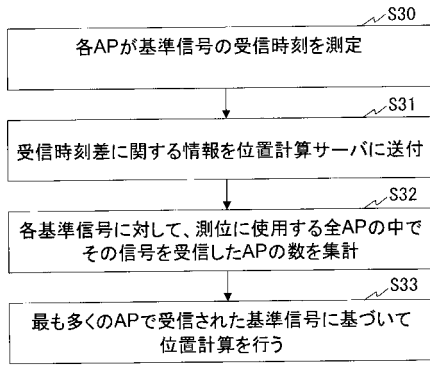 S30
各APが基準信号の受信時刻を測定
S31
受信時刻差に関する情報を位置計算サーバに送付
S32
各基準信号に対して、測位に使用する全APの中で
その信号を受信したAPの数を集計
S33
最も多くのAPで受信された基準信号に基づいて
位置計算を行う